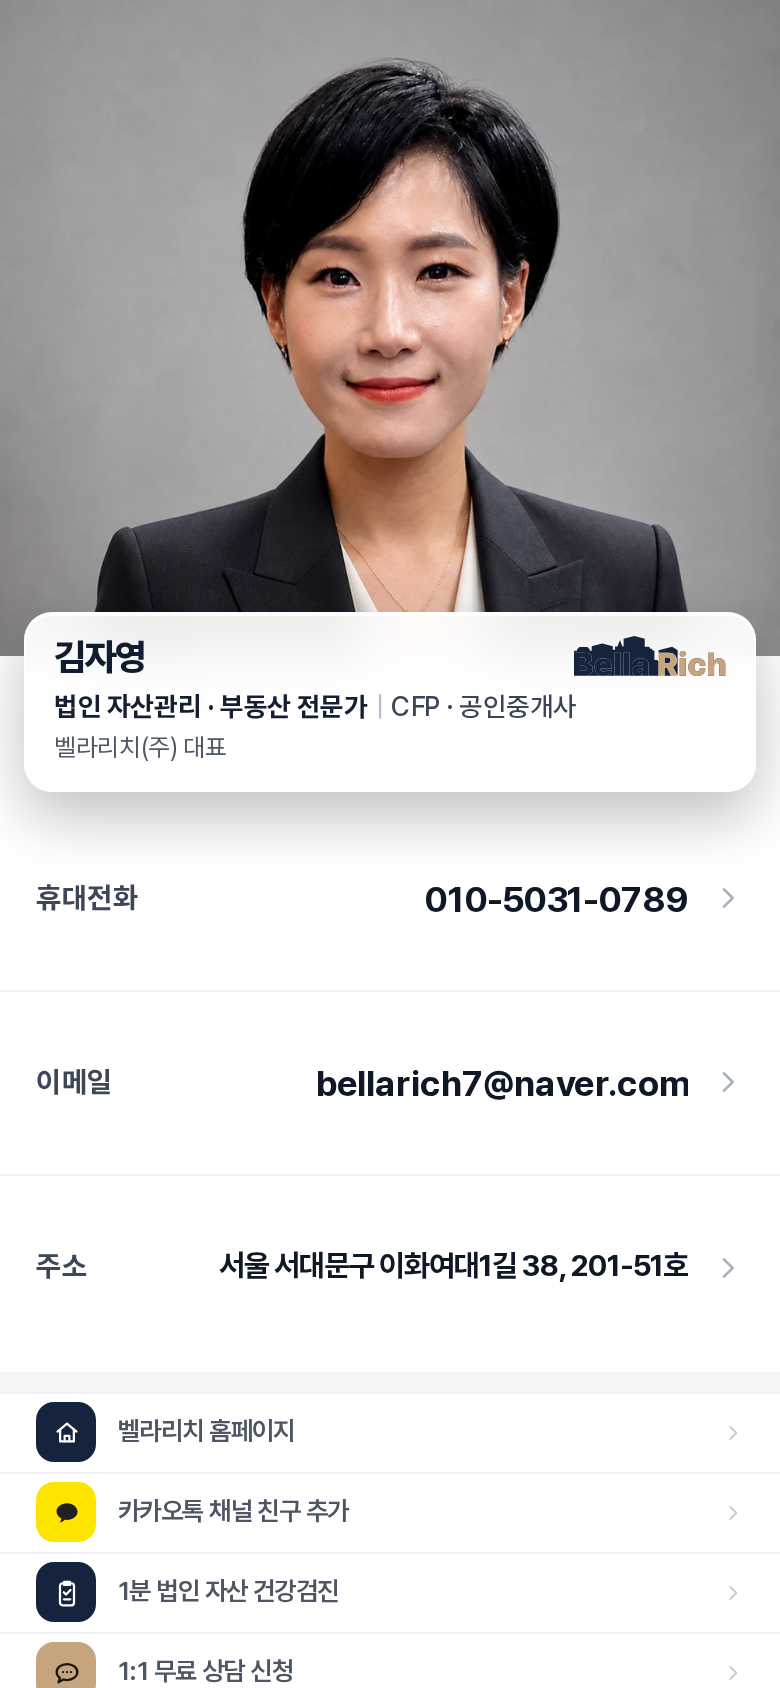 김자영
BellaRich
법인 자산관리 · 부동산 전문가 | CFP · 공인중개사
벨라리치(주) 대표
휴대전화 010-5031-0789
이메일 bellarich7@naver.com
주소 서울 서대문구 이화여대1길 38, 201-51호
벨라리치 홈페이지
카카오톡 채널 친구 추가
1분 법인 자산 건강검진
1:1 무료 상담 신청